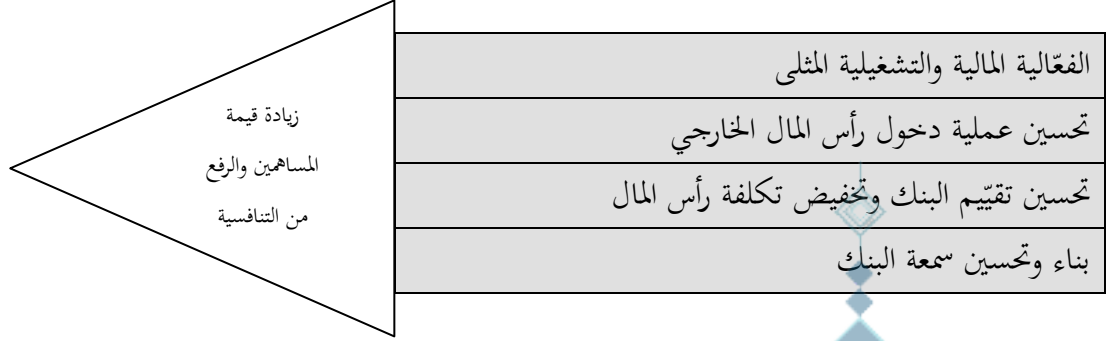 الفعّالية المالية والتشغيلية المثلى
تحسين عملية دخول رأس المال الخارجي
تحسين تقيّيم البنك وتخفيض تكلفة رأس المال
بناء وتحسين سمعة البنك
زيادة قيمة
المساهمين والرفع
من التنافسية